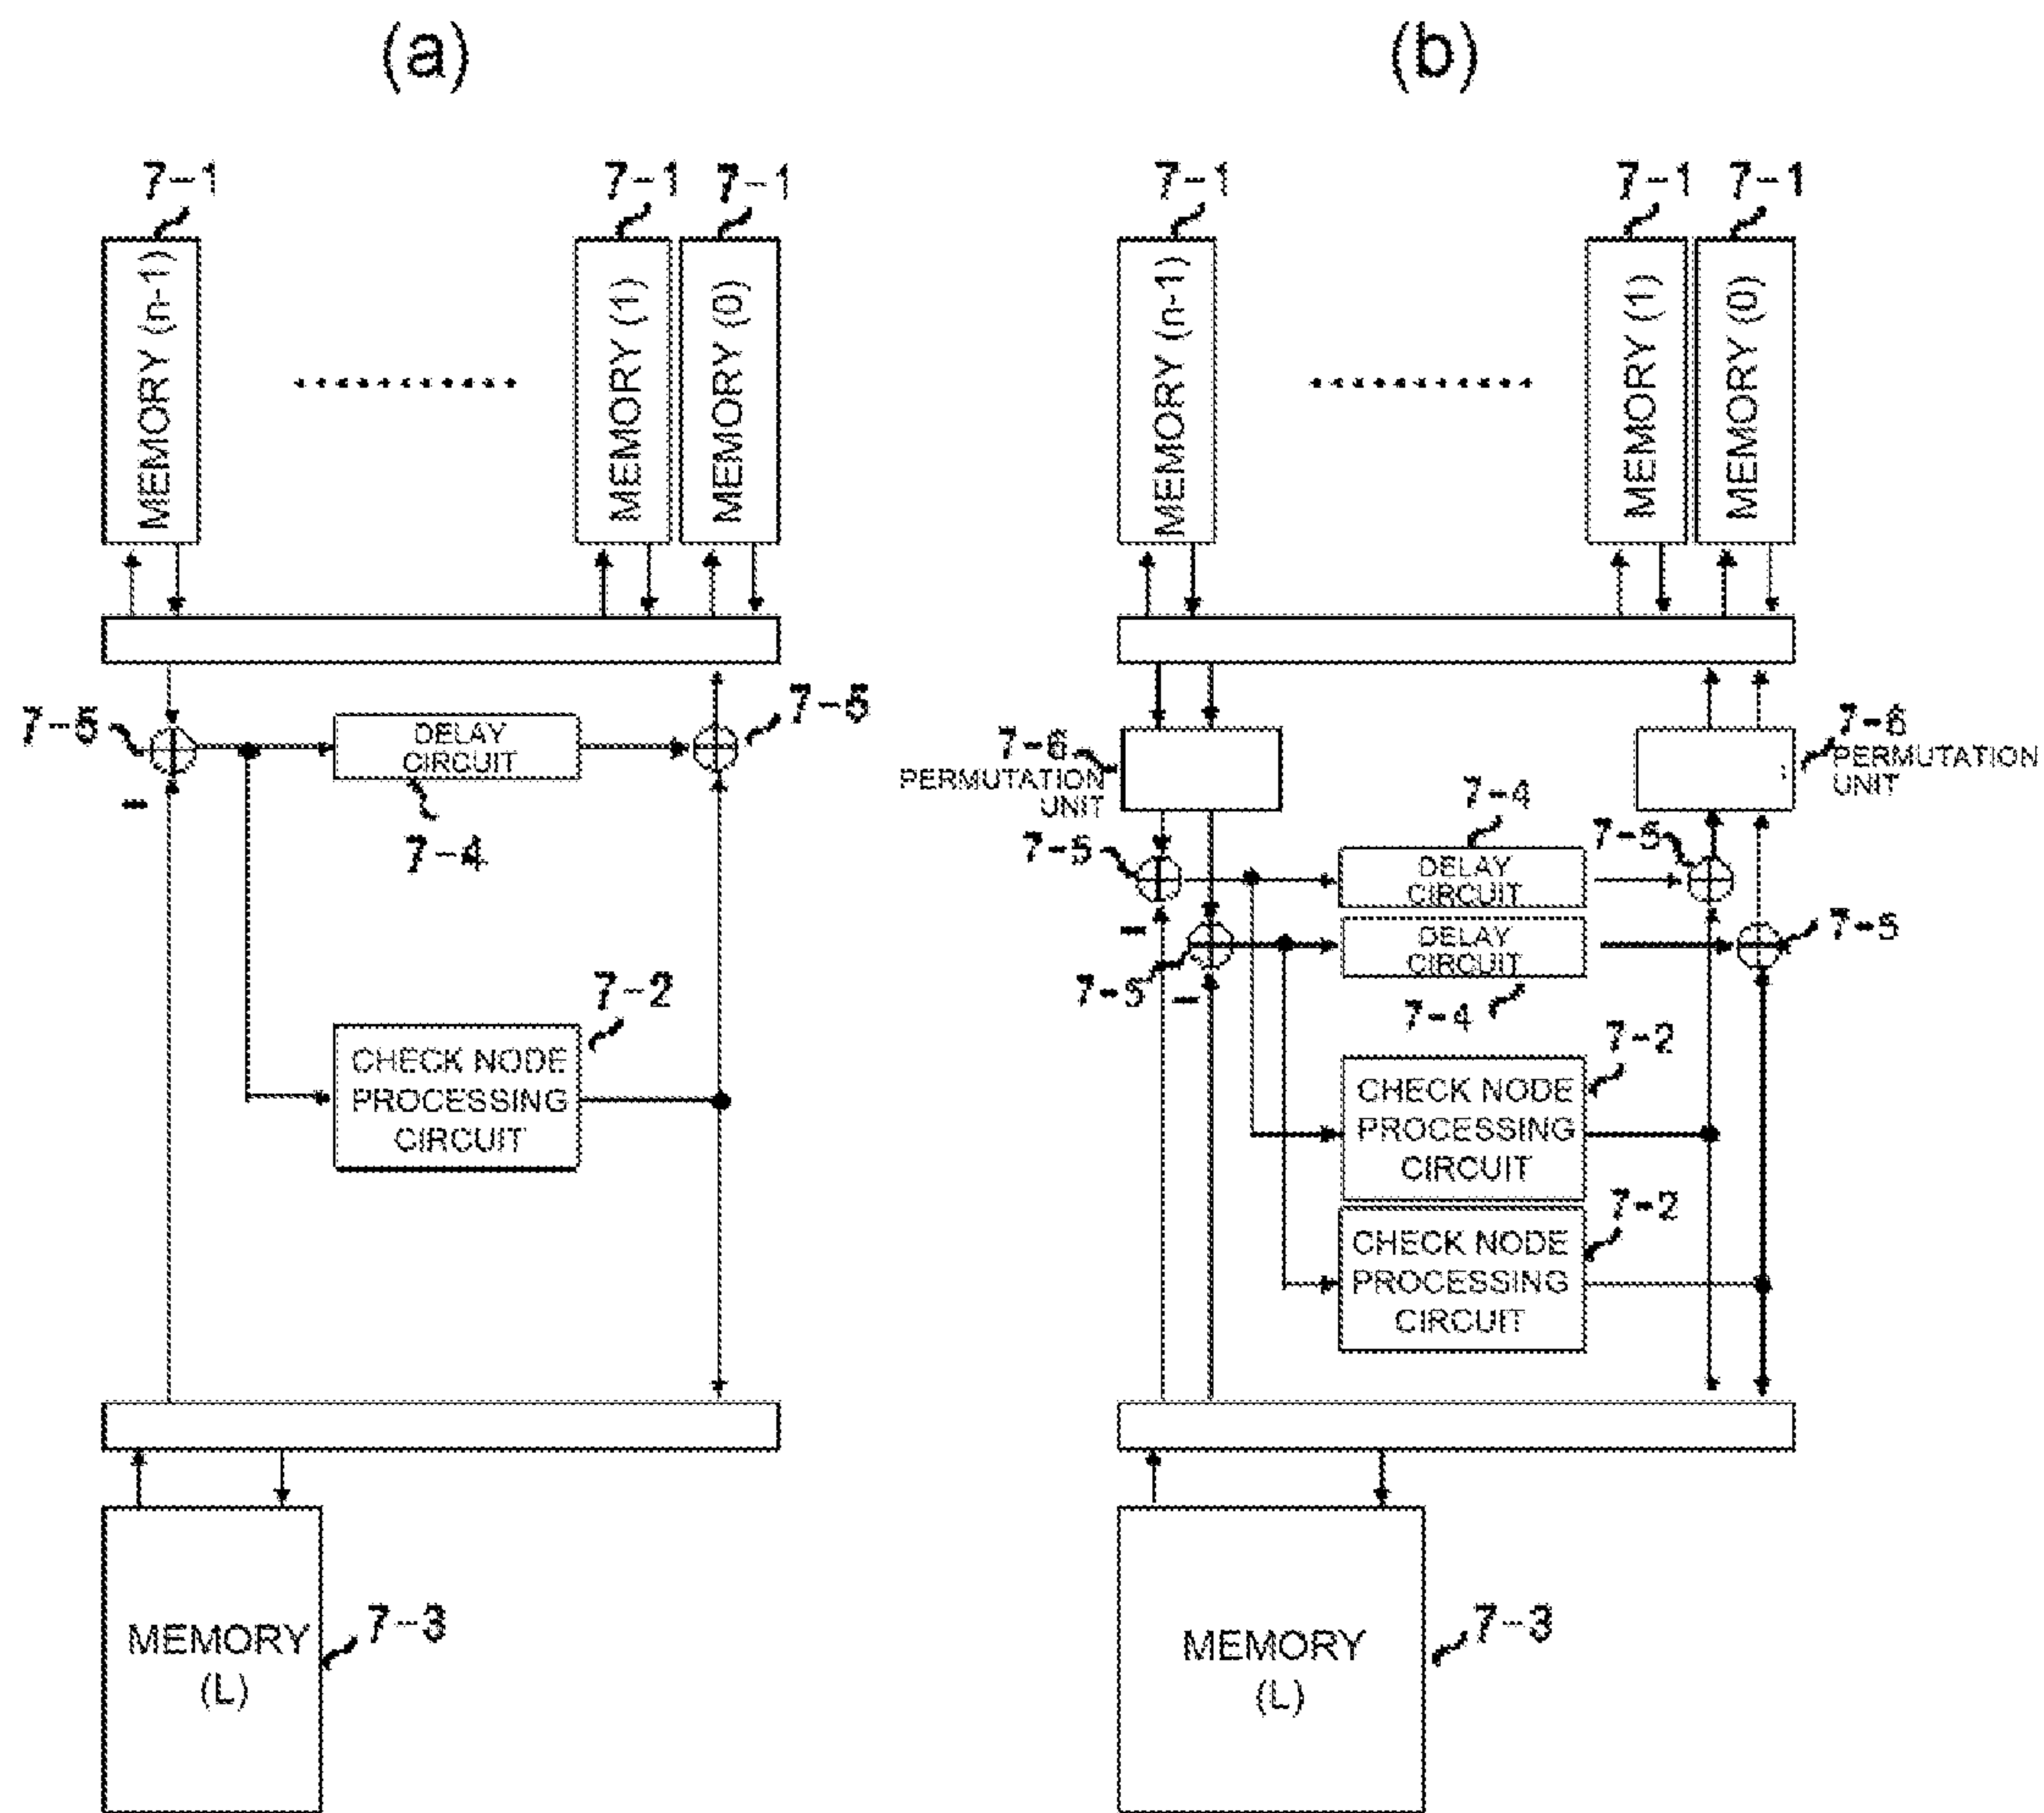 (a)
7-1
7-1
7-1
MEMORY (n-1)
MEMORY (1)
MEMORY (0)
7-5
DELAY
CIRCUIT
7-5
−
7-4
7-2
CHECK NODE
PROCESSING
CIRCUIT
MEMORY
(L)
7-3
(b)
7-1
7-1
7-1
MEMORY (n-1)
MEMORY (1)
MEMORY (0)
7-6
PERMUTATION
UNIT
7-6
PERMUTATION
UNIT
7-4
7-5
DELAY
CIRCUIT
7-5
−
DELAY
CIRCUIT
7-5
7-5
−
7-4
7-2
CHECK NODE
PROCESSING
CIRCUIT
7-2
CHECK NODE
PROCESSING
CIRCUIT
MEMORY
(L)
7-3